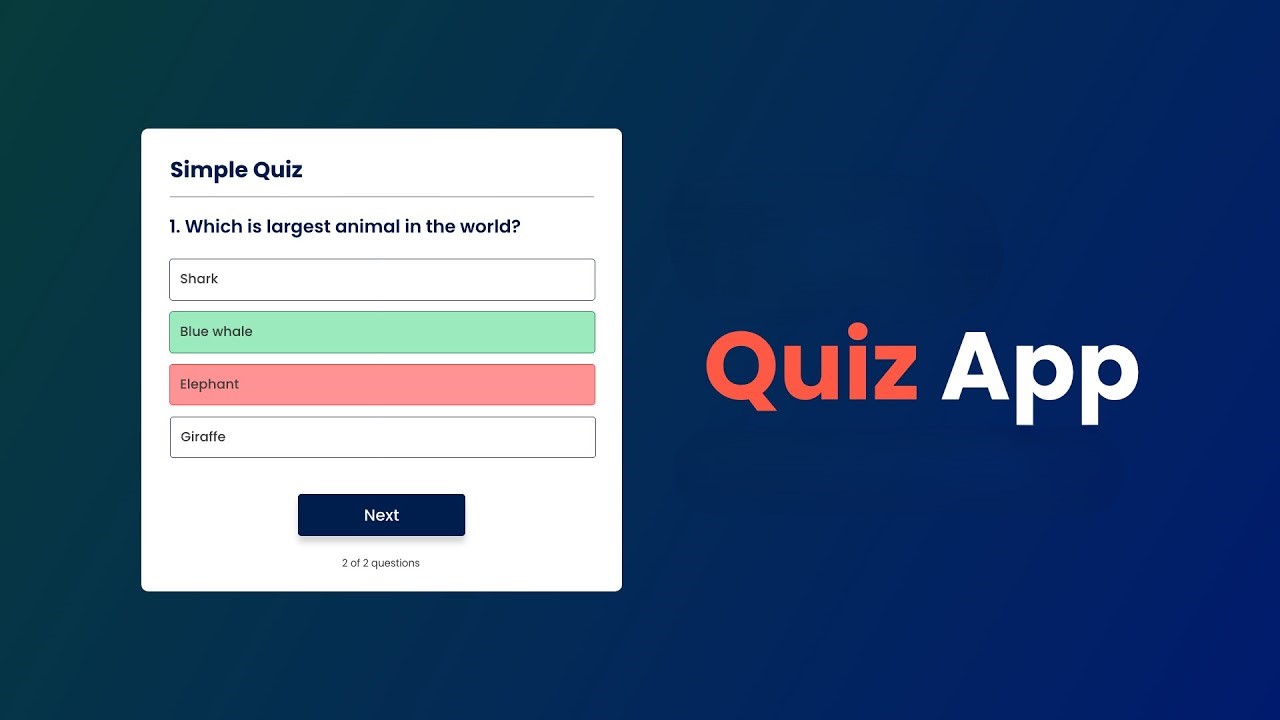 Simple Quiz
1. Which is largest animal in the world?
Shark
Blue whale
Elephant
Giraffe
Next
2 of 2 questions
Quiz App